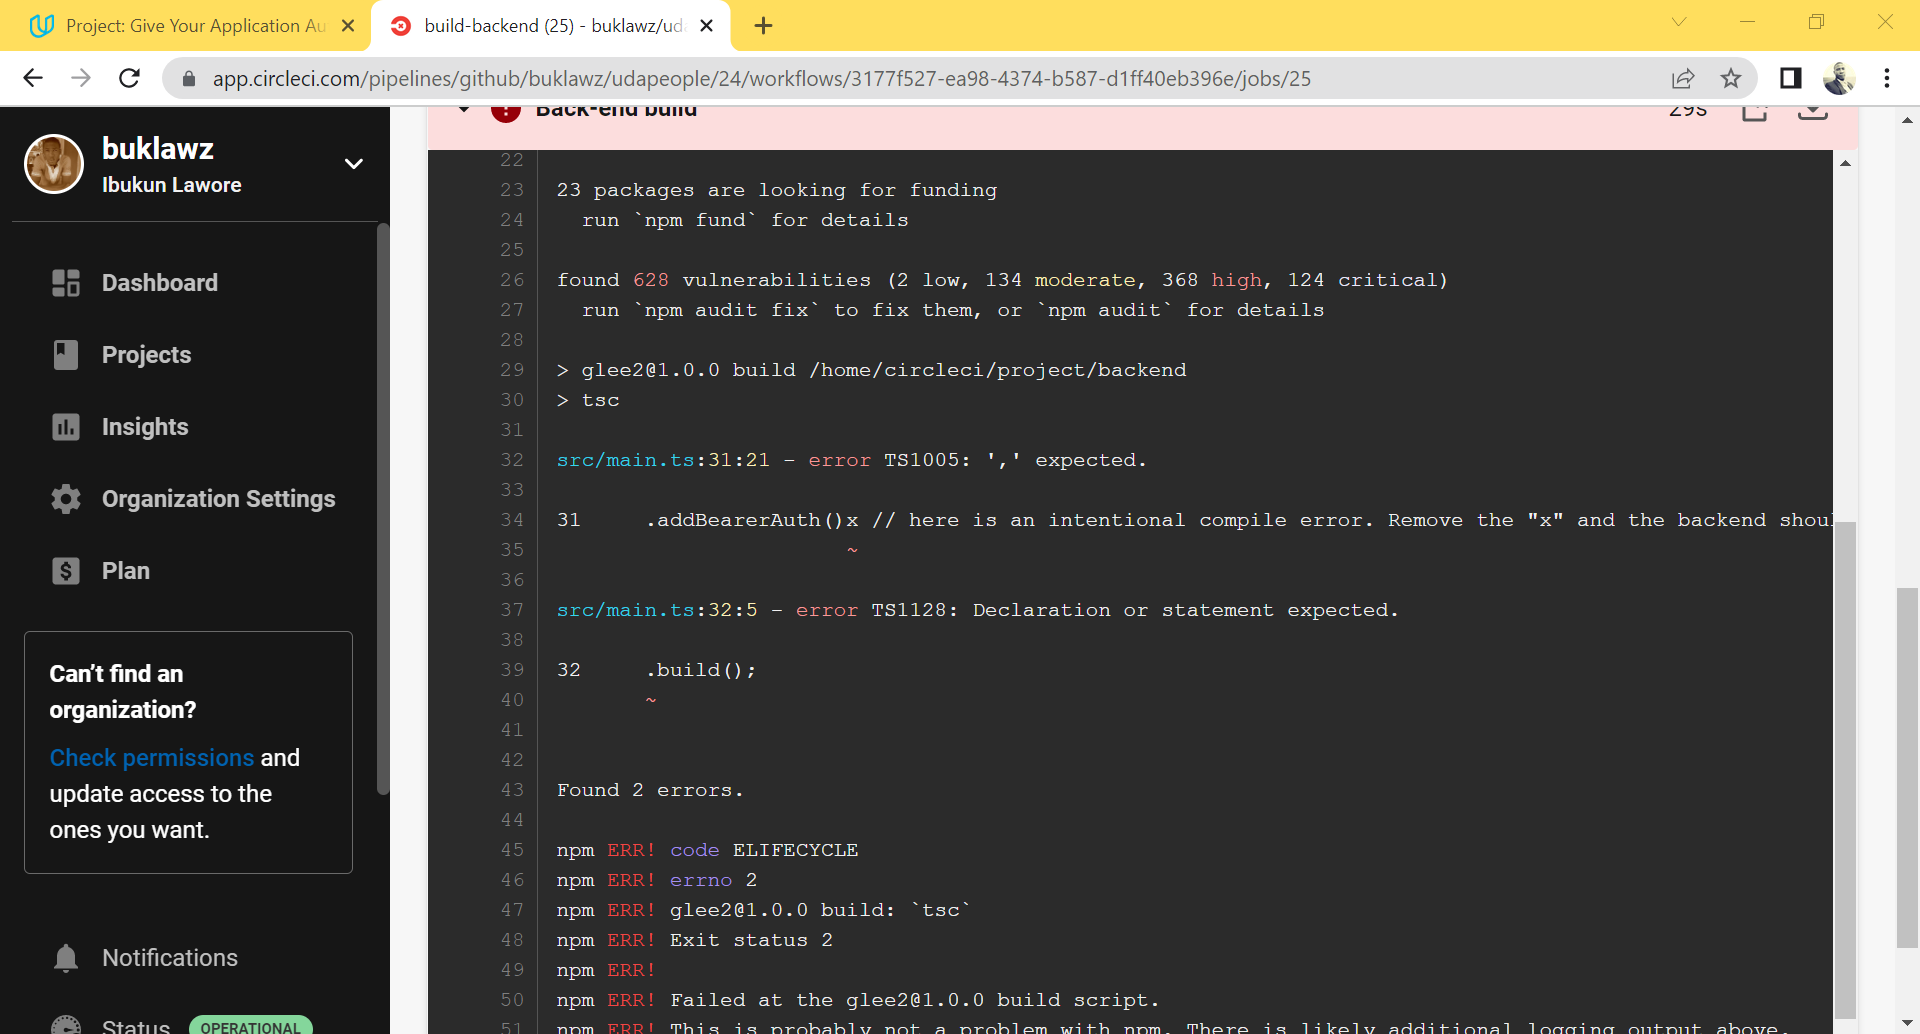 Project: Give Your Application Au
build-backend (25) - buklawz/uda
app.circleci.com/pipelines/github/buklawz/udapeople/24/workflows/3177f527-ea98-4374-b587-d1ff40eb396e/jobs/25
buklawz
Ibukun Lawore
Dashboard
Projects
Insights
Organization Settings
Plan
Can’t find an
organization?
Check permissions and
update access to the
ones you want.
Notifications
Status OPERATIONAL
Back-end build 29s
22
23 23 packages are looking for funding
24 run `npm fund` for details
25
26 found 628 vulnerabilities (2 low, 134 moderate, 368 high, 124 critical)
27 run `npm audit fix` to fix them, or `npm audit` for details
28
29 > glee2@1.0.0 build /home/circleci/project/backend
30 > tsc
31
32 src/main.ts:31:21 - error TS1005: ',' expected.
33
34 31 .addBearerAuth()x // here is an intentional compile error. Remove the "x" and the backend shoul
35 ~
36
37 src/main.ts:32:5 - error TS1128: Declaration or statement expected.
38
39 32 .build();
40 ~
41
42
43 Found 2 errors.
44
45 npm ERR! code ELIFECYCLE
46 npm ERR! errno 2
47 npm ERR! glee2@1.0.0 build: `tsc`
48 npm ERR! Exit status 2
49 npm ERR!
50 npm ERR! Failed at the glee2@1.0.0 build script.
51 npm ERR! This is probably not a problem with npm. There is likely additional logging output above.